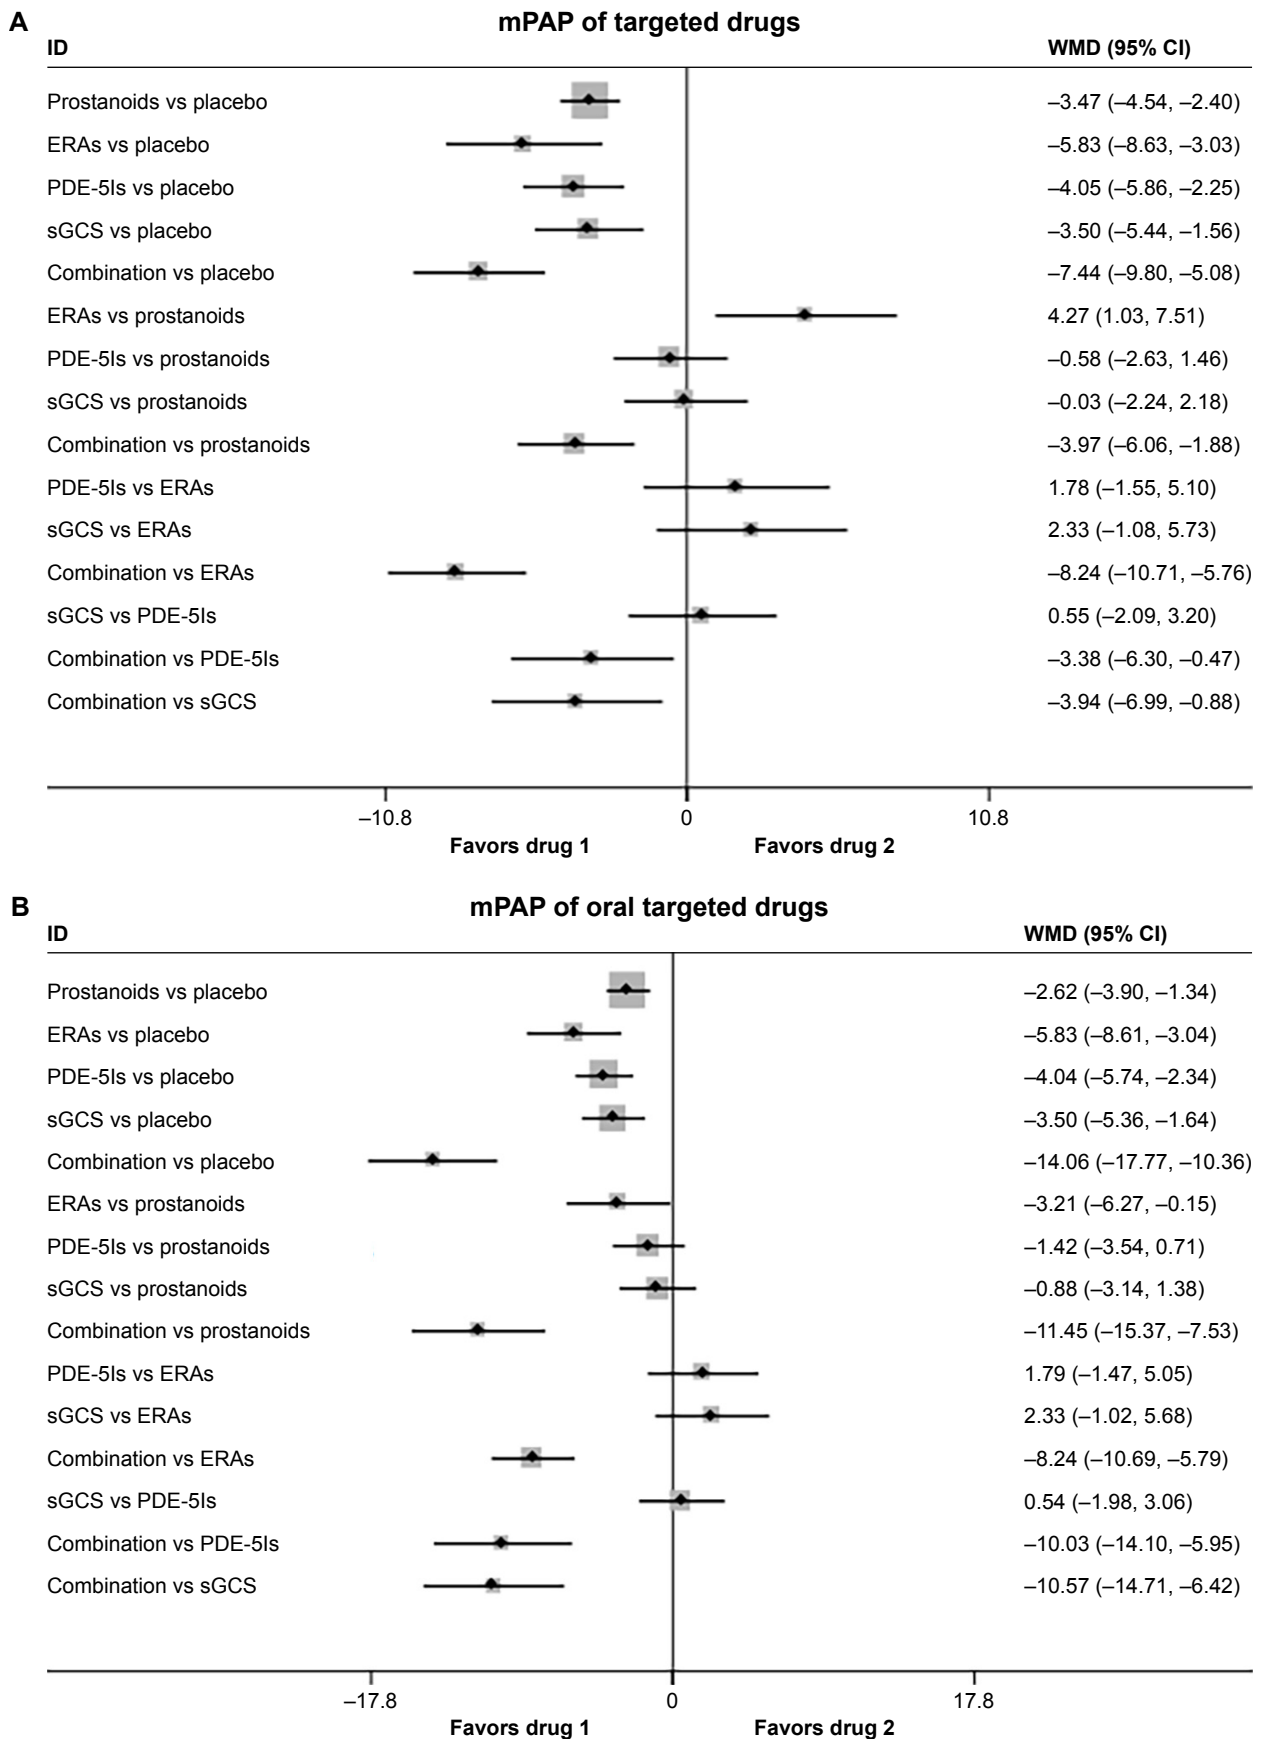 A
mPAP of targeted drugs
ID WMD (95% CI)
Prostanoids vs placebo –3.47 (–4.54, –2.40)
ERAs vs placebo –5.83 (–8.63, –3.03)
PDE-5Is vs placebo –4.05 (–5.86, –2.25)
sGCS vs placebo –3.50 (–5.44, –1.56)
Combination vs placebo –7.44 (–9.80, –5.08)
ERAs vs prostanoids 4.27 (1.03, 7.51)
PDE-5Is vs prostanoids –0.58 (–2.63, 1.46)
sGCS vs prostanoids –0.03 (–2.24, 2.18)
Combination vs prostanoids –3.97 (–6.06, –1.88)
PDE-5Is vs ERAs 1.78 (–1.55, 5.10)
sGCS vs ERAs 2.33 (–1.08, 5.73)
Combination vs ERAs –8.24 (–10.71, –5.76)
sGCS vs PDE-5Is 0.55 (–2.09, 3.20)
Combination vs PDE-5Is –3.38 (–6.30, –0.47)
Combination vs sGCS –3.94 (–6.99, –0.88)
–10.8 0 10.8
Favors drug 1 Favors drug 2
B
mPAP of oral targeted drugs
ID WMD (95% CI)
Prostanoids vs placebo –2.62 (–3.90, –1.34)
ERAs vs placebo –5.83 (–8.61, –3.04)
PDE-5Is vs placebo –4.04 (–5.74, –2.34)
sGCS vs placebo –3.50 (–5.36, –1.64)
Combination vs placebo –14.06 (–17.77, –10.36)
ERAs vs prostanoids –3.21 (–6.27, –0.15)
PDE-5Is vs prostanoids –1.42 (–3.54, 0.71)
sGCS vs prostanoids –0.88 (–3.14, 1.38)
Combination vs prostanoids –11.45 (–15.37, –7.53)
PDE-5Is vs ERAs 1.79 (–1.47, 5.05)
sGCS vs ERAs 2.33 (–1.02, 5.68)
Combination vs ERAs –8.24 (–10.69, –5.79)
sGCS vs PDE-5Is 0.54 (–1.98, 3.06)
Combination vs PDE-5Is –10.03 (–14.10, –5.95)
Combination vs sGCS –10.57 (–14.71, –6.42)
–17.8 0 17.8
Favors drug 1 Favors drug 2